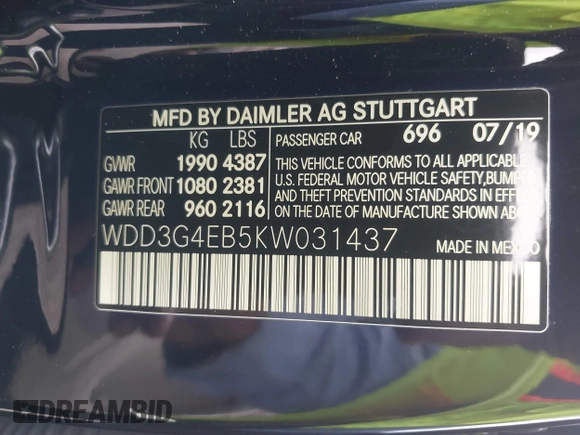 MFD BY DAIMLER AG STUTTGART
KG LBS
GVWR 1990 4387
GAWR FRONT 1080 2381
GAWR REAR 960 2116
PASSENGER CAR 696 07/19
THIS VEHICLE CONFORMS TO ALL APPLICABLE
U.S. FEDERAL MOTOR VEHICLE SAFETY, BUMPER,
AND THEFT PREVENTION STANDARDS IN EFFECT
ON THE DATE OF MANUFACTURE SHOWN ABOVE.
WDD3G4EB5KW031437
MADE IN MEXICO
DREAMBID